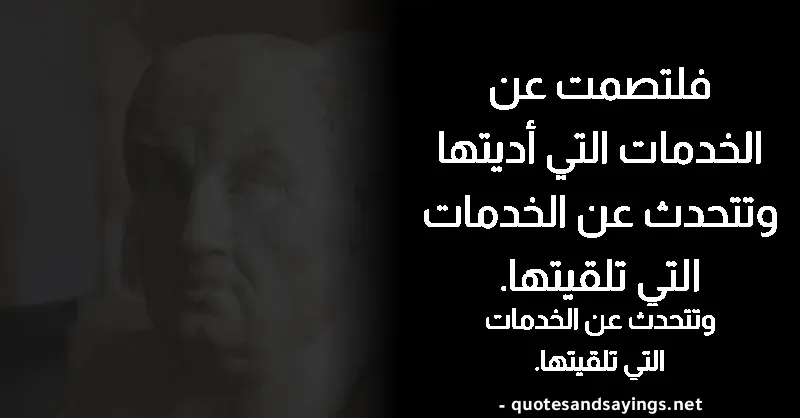 فلتصمت عن
الخدمات التي أديتها
وتتحدث عن الخدمات
التي تلقيتها.
وتتحدث عن الخدمات
التي تلقيتها.
- quotesandsayings.net